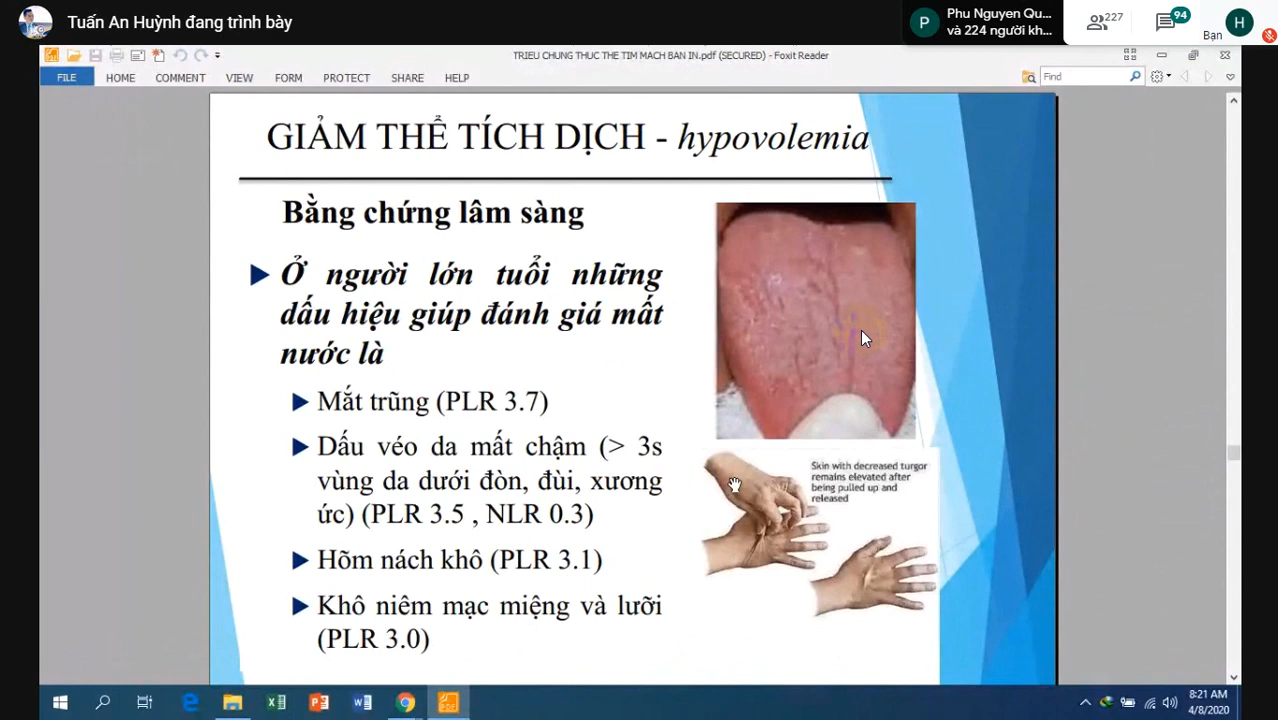 Tuấn An Huỳnh đang trình bày
P
Phu Nguyen Qu...
và 224 người kh...
227
94
H
Bạn
TRIEU CHUNG THUC THE TIM MACH BAN IN.pdf (SECURED) - Foxit Reader
FILE HOME COMMENT VIEW FORM PROTECT SHARE HELP
Find
GIẢM THỂ TÍCH DỊCH - hypovolemia
Bằng chứng lâm sàng
Ở người lớn tuổi những
dấu hiệu giúp đánh giá mất
nước là
Mắt trũng (PLR 3.7)
Dấu véo da mất chậm (> 3s
vùng da dưới đòn, đùi, xương
ức) (PLR 3.5 , NLR 0.3)
Hõm nách khô (PLR 3.1)
Khô niêm mạc miệng và lưỡi
(PLR 3.0)
Skin with decreased turgor
remains elevated after
being pulled up and
released
8:21 AM
4/8/2020